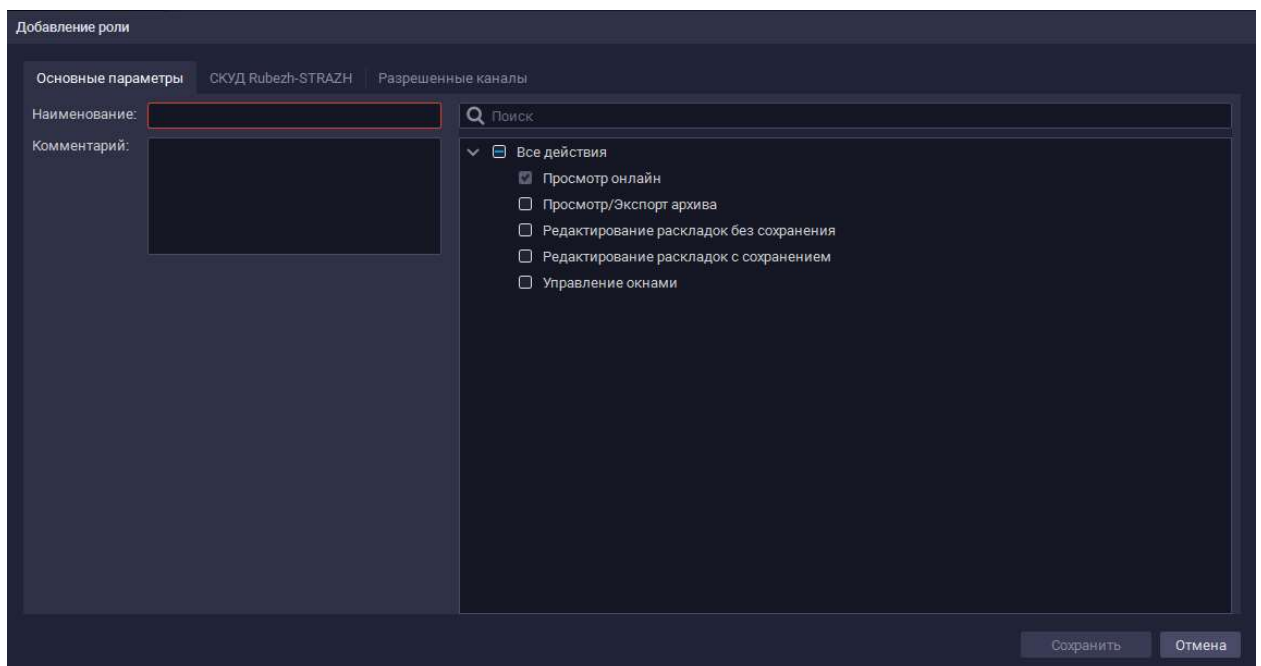 Добавление роли
Основные параметры СКУД Rubezh-STRAZH Разрешенные каналы
Наименование:
Поиск
Комментарий:
Все действия
Просмотр онлайн
Просмотр/Экспорт архива
Редактирование раскладок без сохранения
Редактирование раскладок с сохранением
Управление окнами
Сохранить Отмена